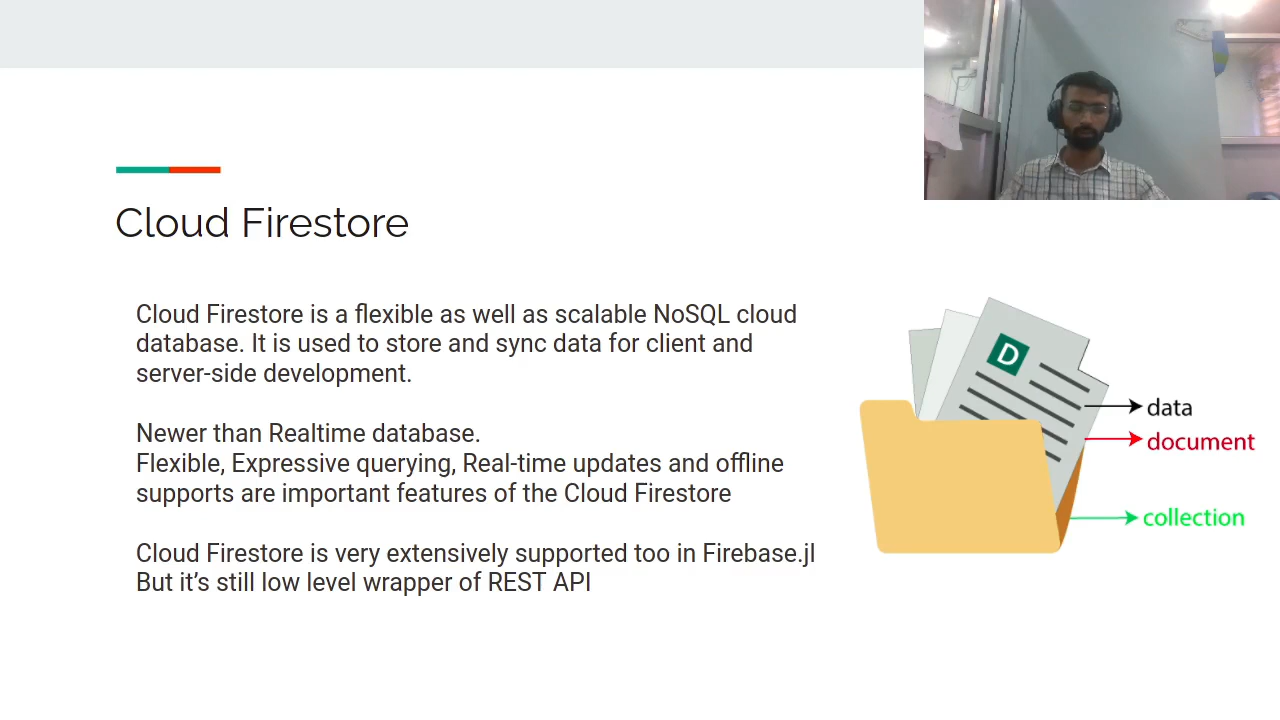 Cloud Firestore
Cloud Firestore is a flexible as well as scalable NoSQL cloud
database. It is used to store and sync data for client and
server-side development.
Newer than Realtime database.
Flexible, Expressive querying, Real-time updates and offline
supports are important features of the Cloud Firestore
Cloud Firestore is very extensively supported too in Firebase.jl
But it’s still low level wrapper of REST API
D
data
document
collection